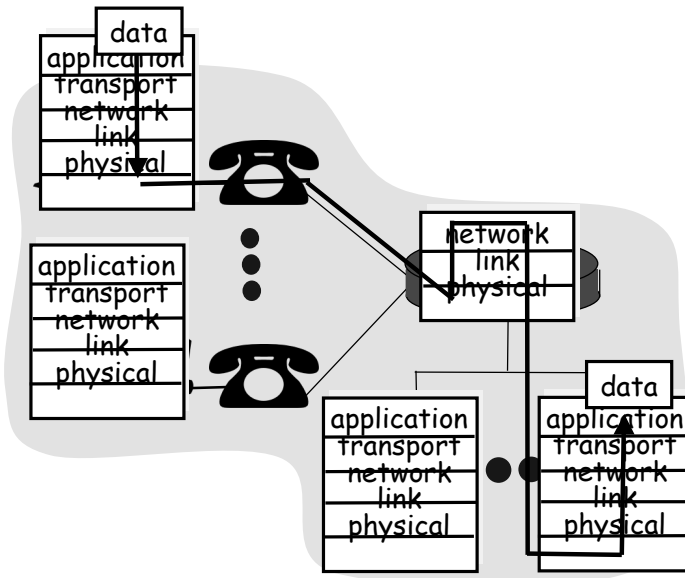 data
application
transport
network
link
physical
application
transport
network
link
physical
network
link
physical
application
transport
network
link
physical
data
application
transport
network
link
physical